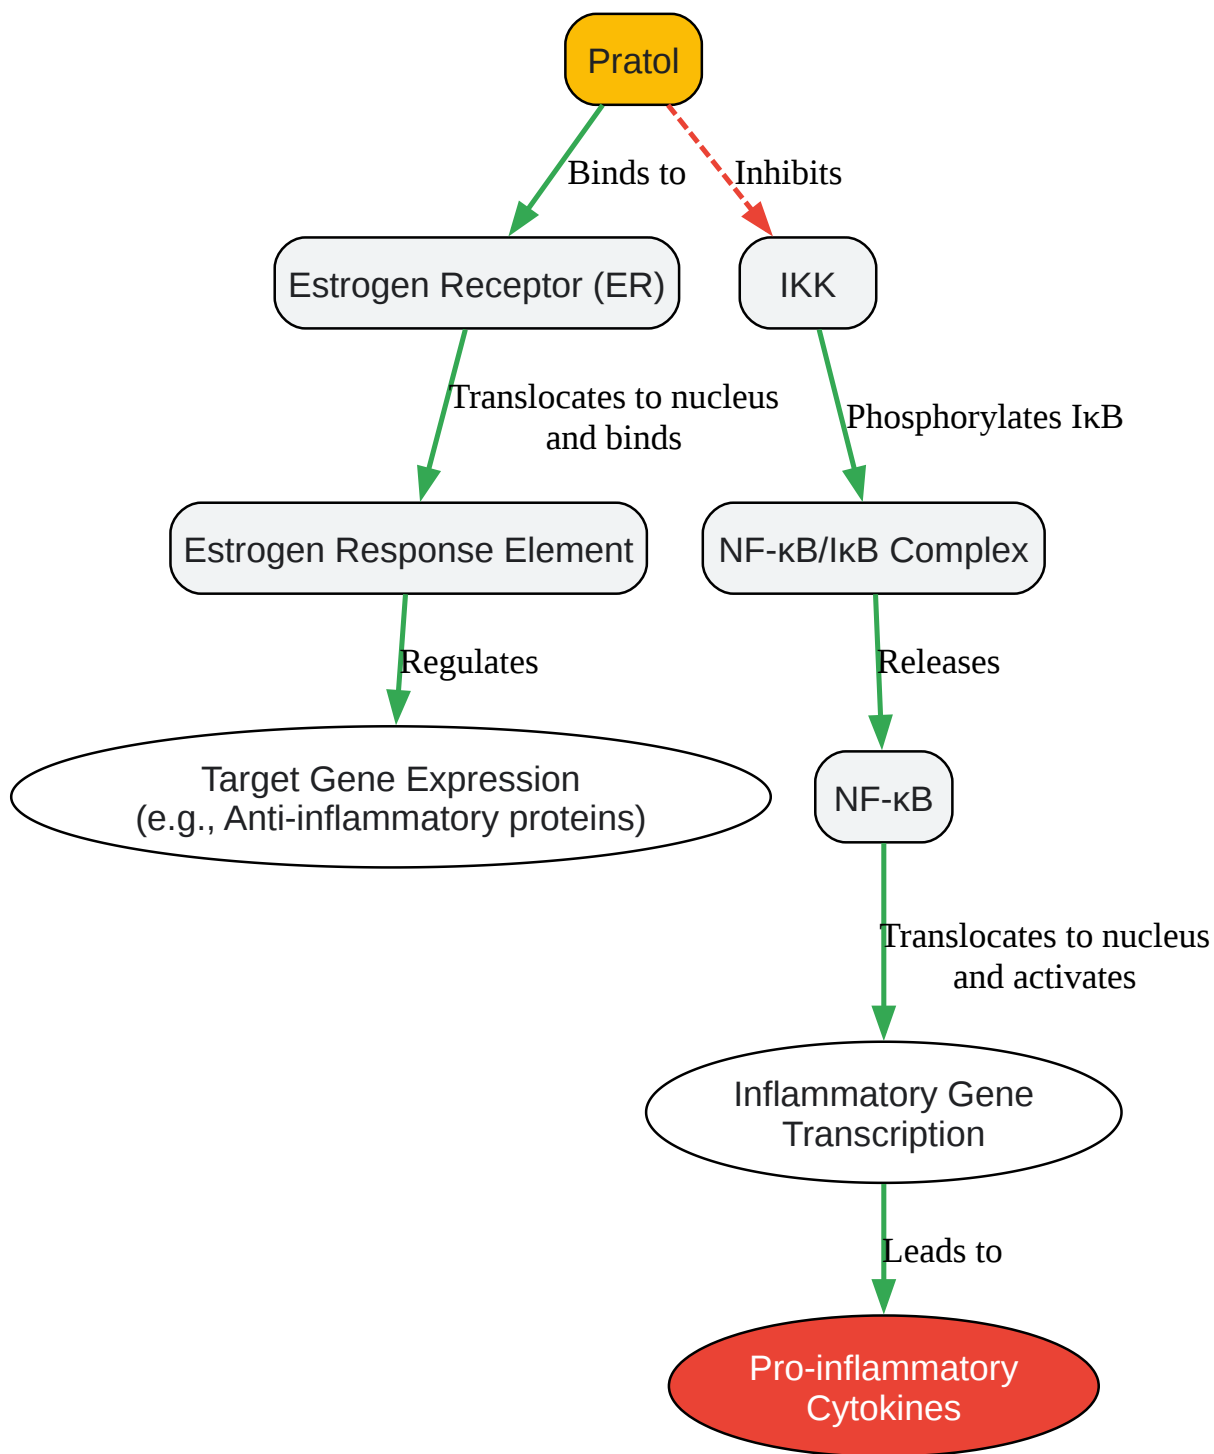 Pratol
Binds to
Inhibits
Estrogen Receptor (ER)
IKK
Translocates to nucleus
and binds
Phosphorylates IκB
Estrogen Response Element
NF-κB/IκB Complex
Regulates
Releases
Target Gene Expression
(e.g., Anti-inflammatory proteins)
NF-κB
Translocates to nucleus
and activates
Inflammatory Gene
Transcription
Leads to
Pro-inflammatory
Cytokines